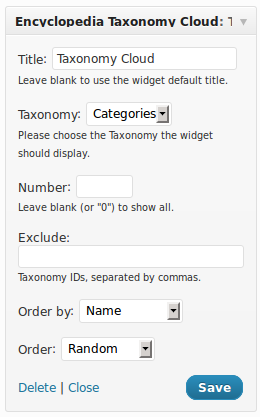 Encyclopedia Taxonomy Cloud: T
Title: Taxonomy Cloud
Leave blank to use the widget default title.
Taxonomy: Categories
Please choose the Taxonomy the widget
should display.
Number:
Leave blank (or "0") to show all.
Exclude:
Taxonomy IDs, separated by commas.
Order by: Name
Order: Random
Delete | Close Save